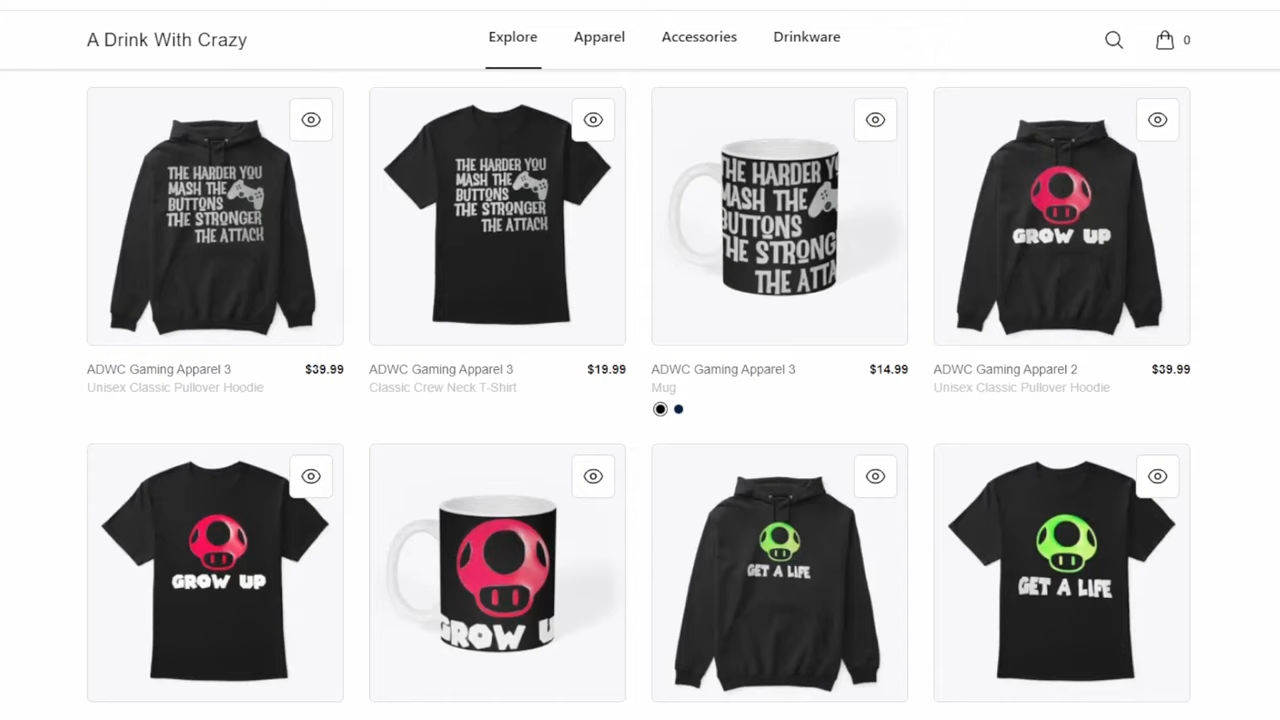 A Drink With Crazy
Explore
Apparel
Accessories
Drinkware
0
THE HARDER YOU
MASH THE
BUTTONS
THE STRONGER
THE ATTACK
THE HARDER YOU
MASH THE
BUTTONS
THE STRONGER
THE ATTACK
THE HARDER YO
MASH THE
BUTTONS
THE STRONG
THE ATTA
GROW UP
ADWC Gaming Apparel 3
$39.99
Unisex Classic Pullover Hoodie
ADWC Gaming Apparel 3
$19.99
Classic Crew Neck T-Shirt
ADWC Gaming Apparel 3
$14.99
Mug
ADWC Gaming Apparel 2
$39.99
Unisex Classic Pullover Hoodie
GROW UP
GROW U
GET A LIFE
GET A LIFE